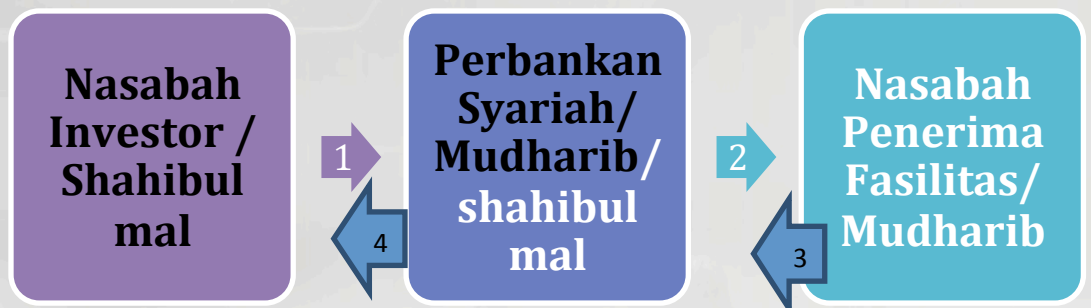 Nasabah
Investor /
Shahibul
mal
1
4
Perbankan
Syariah/
Mudharib/
shahibul
mal
2
3
Nasabah
Penerima
Fasilitas/
Mudharib